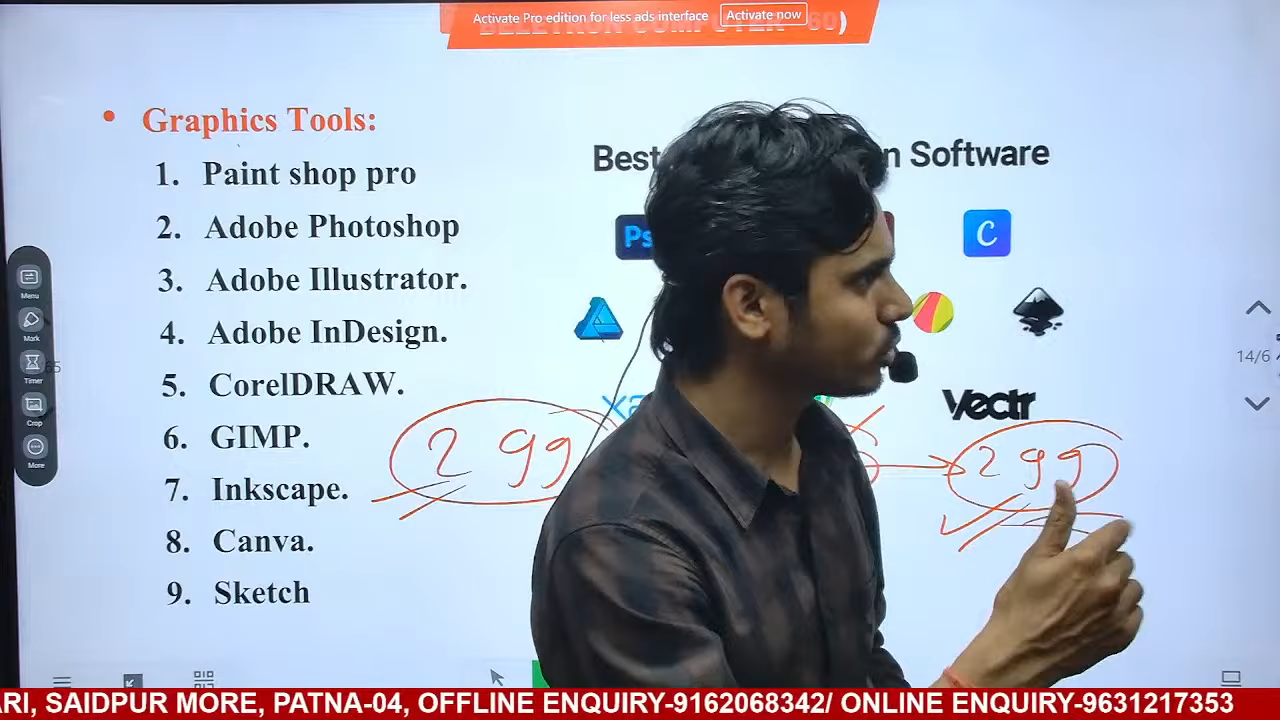 Activate Pro edition for less ads interface Activate now
60)
• Graphics Tools:
1. Paint shop pro
2. Adobe Photoshop
3. Adobe Illustrator.
4. Adobe InDesign.
5. CorelDRAW.
6. GIMP.
7. Inkscape.
8. Canva.
9. Sketch
Best
n Software
Ps
C
Vectr
299
299
Menu
Mark
Timer
Crop
More
65
14/6
ARI, SAIDPUR MORE, PATNA-04, OFFLINE ENQUIRY-9162068342/ ONLINE ENQUIRY-9631217353